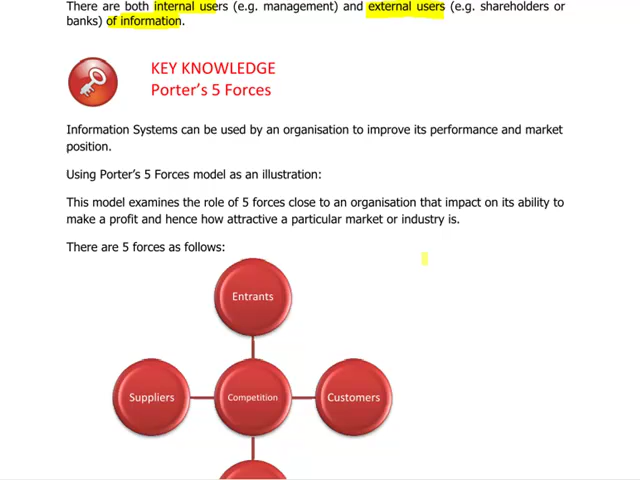 There are both internal users (e.g. management) and external users (e.g. shareholders or
banks) of information.
KEY KNOWLEDGE
Porter's 5 Forces
Information Systems can be used by an organisation to improve its performance and market
position.
Using Porter's 5 Forces model as an illustration:
This model examines the role of 5 forces close to an organisation that impact on its ability to
make a profit and hence how attractive a particular market or industry is.
There are 5 forces as follows:
Entrants
Suppliers
Competition
Customers